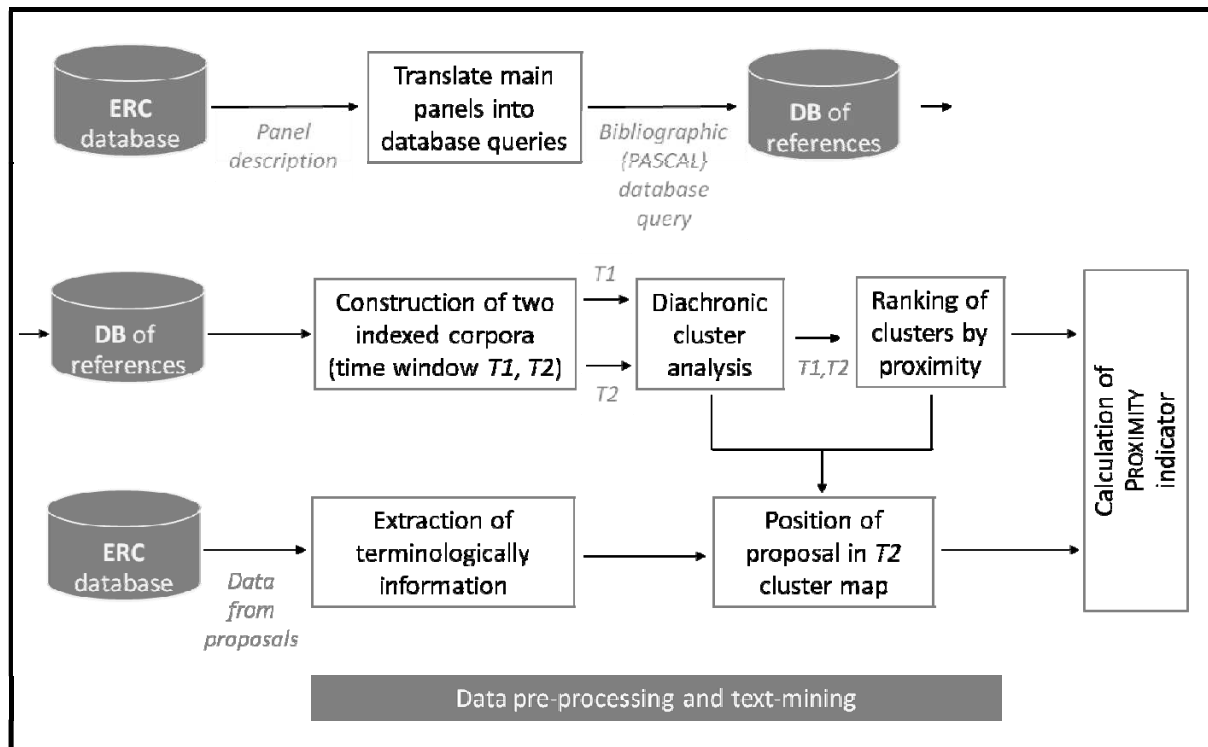 ERC
database
Panel
description
Translate main
panels into
database queries
Bibliographic
(PASCAL)
database
query
DB of
references
DB of
references
Construction of two
indexed corpora
(time window T1, T2)
T1
T2
Diachronic
cluster
analysis
T1,T2
Ranking of
clusters by
proximity
Calculation of
PROXIMITY
indicator
ERC
database
Data
from
proposals
Extraction of
terminologically
information
Position of
proposal in T2
cluster map
Data pre-processing and text-mining